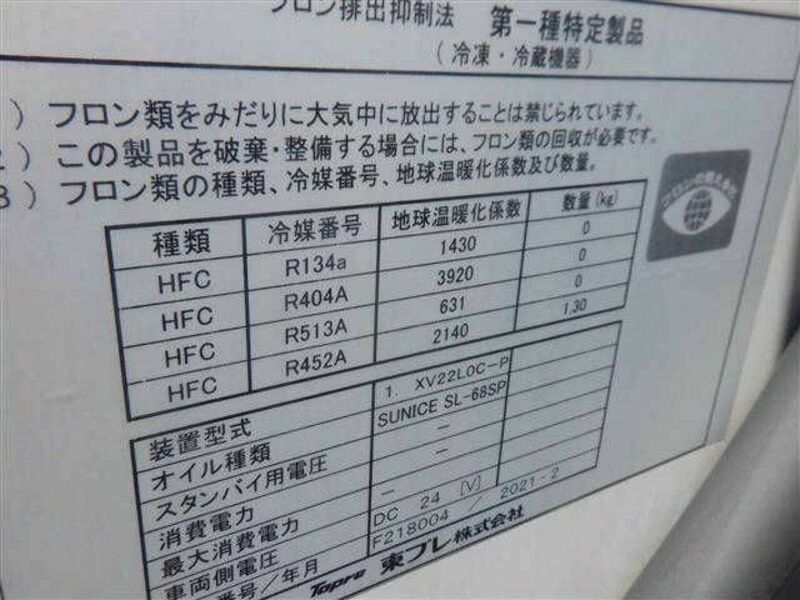 フロン排出抑制法 第一種特定製品
(冷凍・冷蔵機器)
) フロン類をみだりに大気中に放出することは禁じられています。
) この製品を破棄・整備する場合には、フロン類の回収が必要です。
3) フロン類の種類、冷媒番号、地球温暖化係数及び数量。
種類 冷媒番号 地球温暖化係数 数量(kg)
HFC R134a 1430 0
HFC R404A 3920 0
HFC R513A 631 0
HFC R452A 2140 1.30
装置型式 1. XV22LOC-P
オイル種類 SUNICE SL-68SP
スタンバイ用電圧 -
消費電力 -
最大消費電力 -
車両側電圧 DC 24 [V]
番号/年月 F218004 / 2021-2
Topre 東プレ株式会社